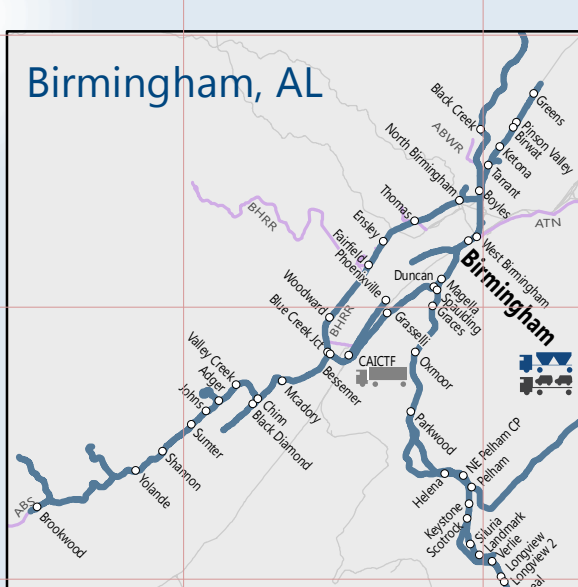 Birmingham, AL
Greens
Black Creek
Pinson Valley
Birwat
ABWR
Ketona
North Birmingham
Tarrant
Thomas
Boyles
ATN
BHRR
Ensley
West Birmingham
Fairfield
Birmingham
Phoenixville
Duncan
Magella
Spaulding
Graces
Woodward
BHRR
Blue Creek Jct
Grasselli
CAICTF
Oxmoor
Bessemer
Valley Creek
Adger
Mcadory
Johns
Chinn
Black Diamond
Sumter
Parkwood
Shannon
NE Pelham CP
Pelham
Helena
Yolande
ABS
Brookwood
Keystone
Scotrock
Siluria
Landmark
Verlie
Longview
Longview 2